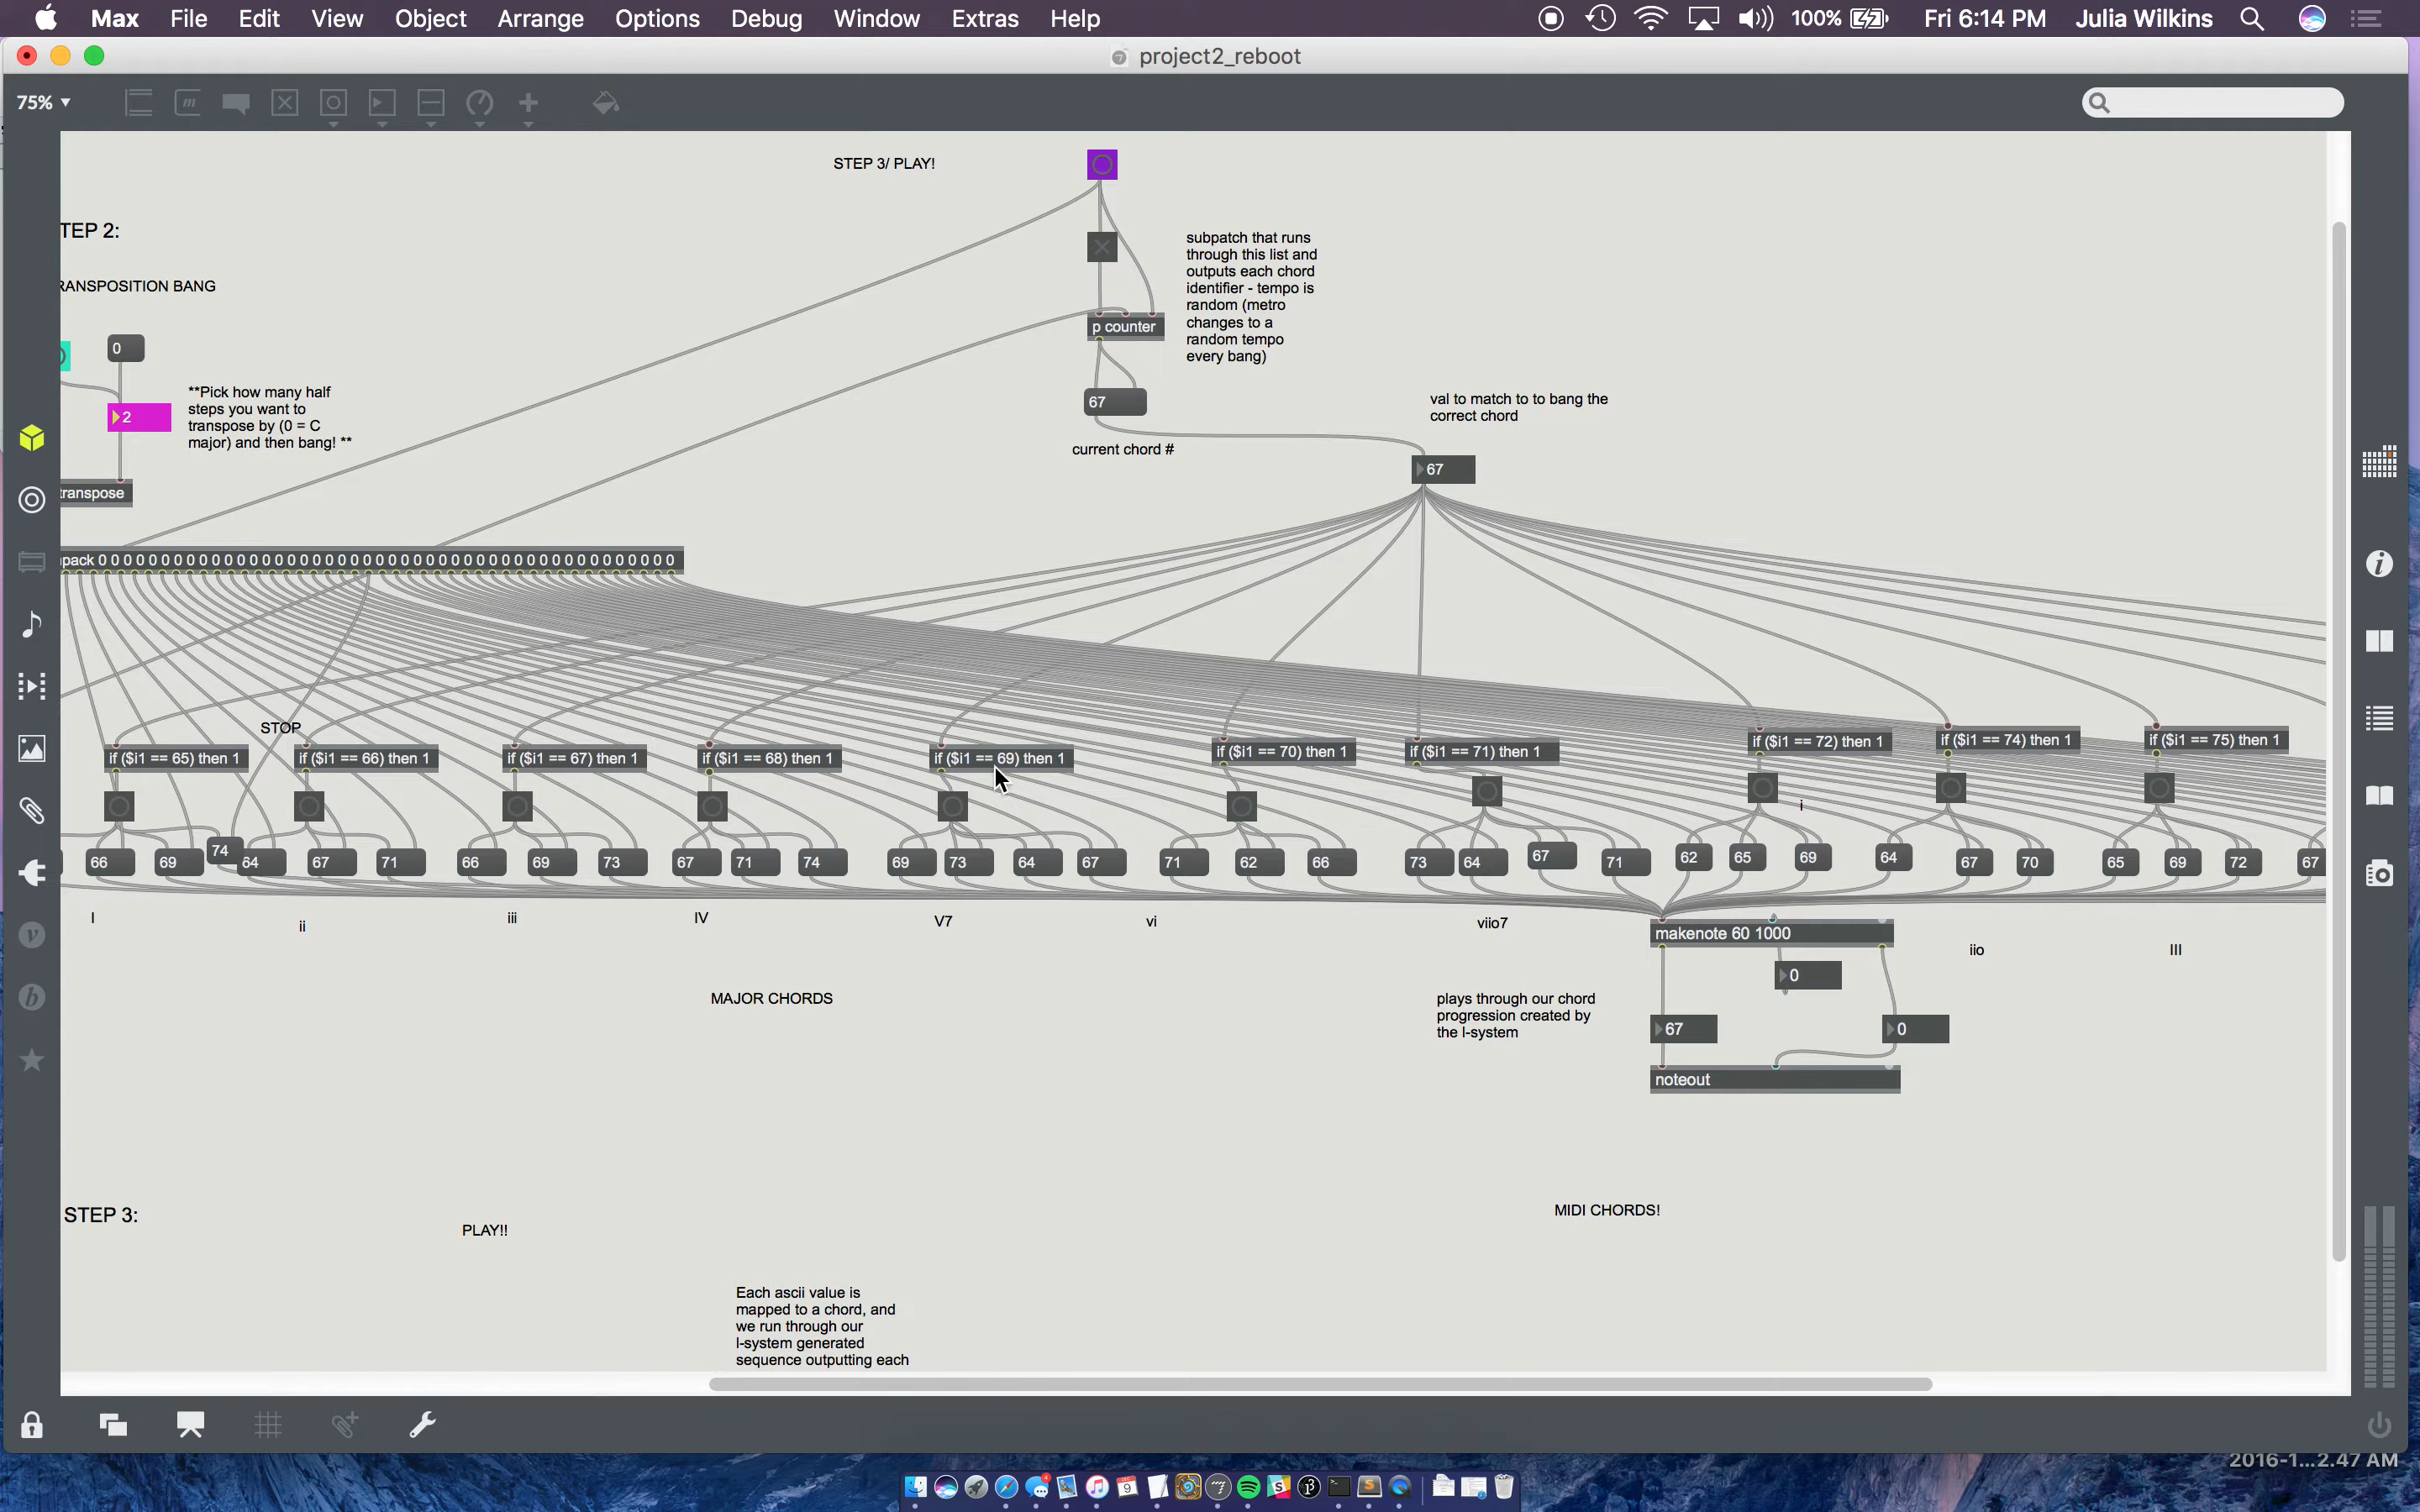 Max File Edit View Object Arrange Options Debug Window Extras Help 100% Fri 6:14 PM Julia Wilkins
project2_reboot
75%
STEP 3/ PLAY!
TEP 2:
subpatch that runs
through this list and
outputs each chord
identifier - tempo is
random (metro
changes to a
random tempo
every bang)
RANSPOSITION BANG
p counter
0
**Pick how many half
steps you want to
transpose by (0 = C
major) and then bang! **
2
67
val to match to to bang the
correct chord
current chord #
67
transpose
pack 0 0 0 0 0 0 0 0 0 0 0 0 0 0 0 0 0 0 0 0 0 0 0 0 0 0 0 0 0 0 0 0 0 0 0 0 0 0 0 0 0 0 0 0 0 0
STOP
if ($i1 == 65) then 1 if ($i1 == 66) then 1 if ($i1 == 67) then 1 if ($i1 == 68) then 1 if ($i1 == 69) then 1 if ($i1 == 70) then 1 if ($i1 == 71) then 1 if ($i1 == 72) then 1 if ($i1 == 74) then 1 if ($i1 == 75) then 1
i
66 69 74 64 67 71 66 69 73 67 71 74 69 73 64 67 71 62 66 73 64 67 71 62 65 69 64 67 70 65 69 72 67
I ii iii IV V7 vi viio7 iio III
makenote 60 1000
0
MAJOR CHORDS
plays through our chord
progression created by
the l-system
67 0
noteout
STEP 3:
PLAY!!
MIDI CHORDS!
Each ascii value is
mapped to a chord, and
we run through our
l-system generated
sequence outputting each
2016-1...2.47 AM